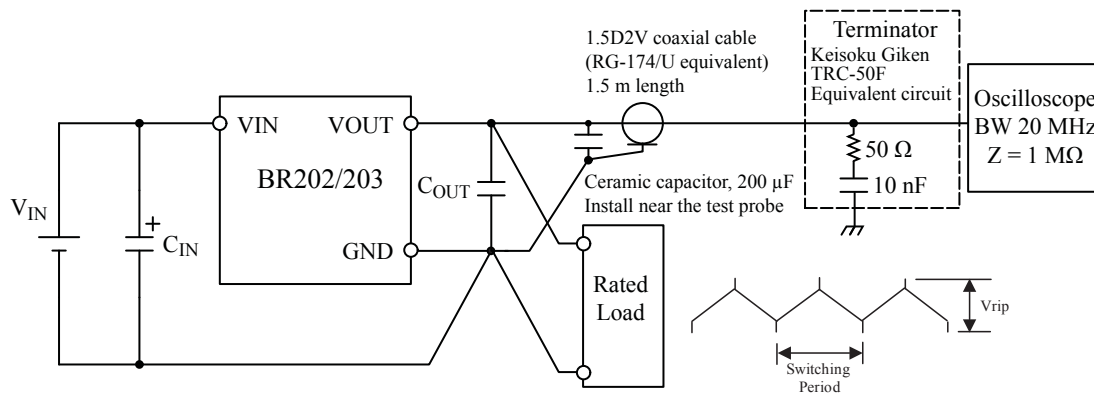 1.5D2V coaxial cable
(RG-174/U equivalent)
1.5 m length
Terminator
Keisoku Giken
TRC-50F
Equivalent circuit
Oscilloscope
BW 20 MHz
Z = 1 MΩ
VIN
VOUT
BR202/203
GND
50 Ω
10 nF
COUT
Ceramic capacitor, 200 µF
Install near the test probe
VIN
+
CIN
Rated
Load
Vrip
Switching
Period